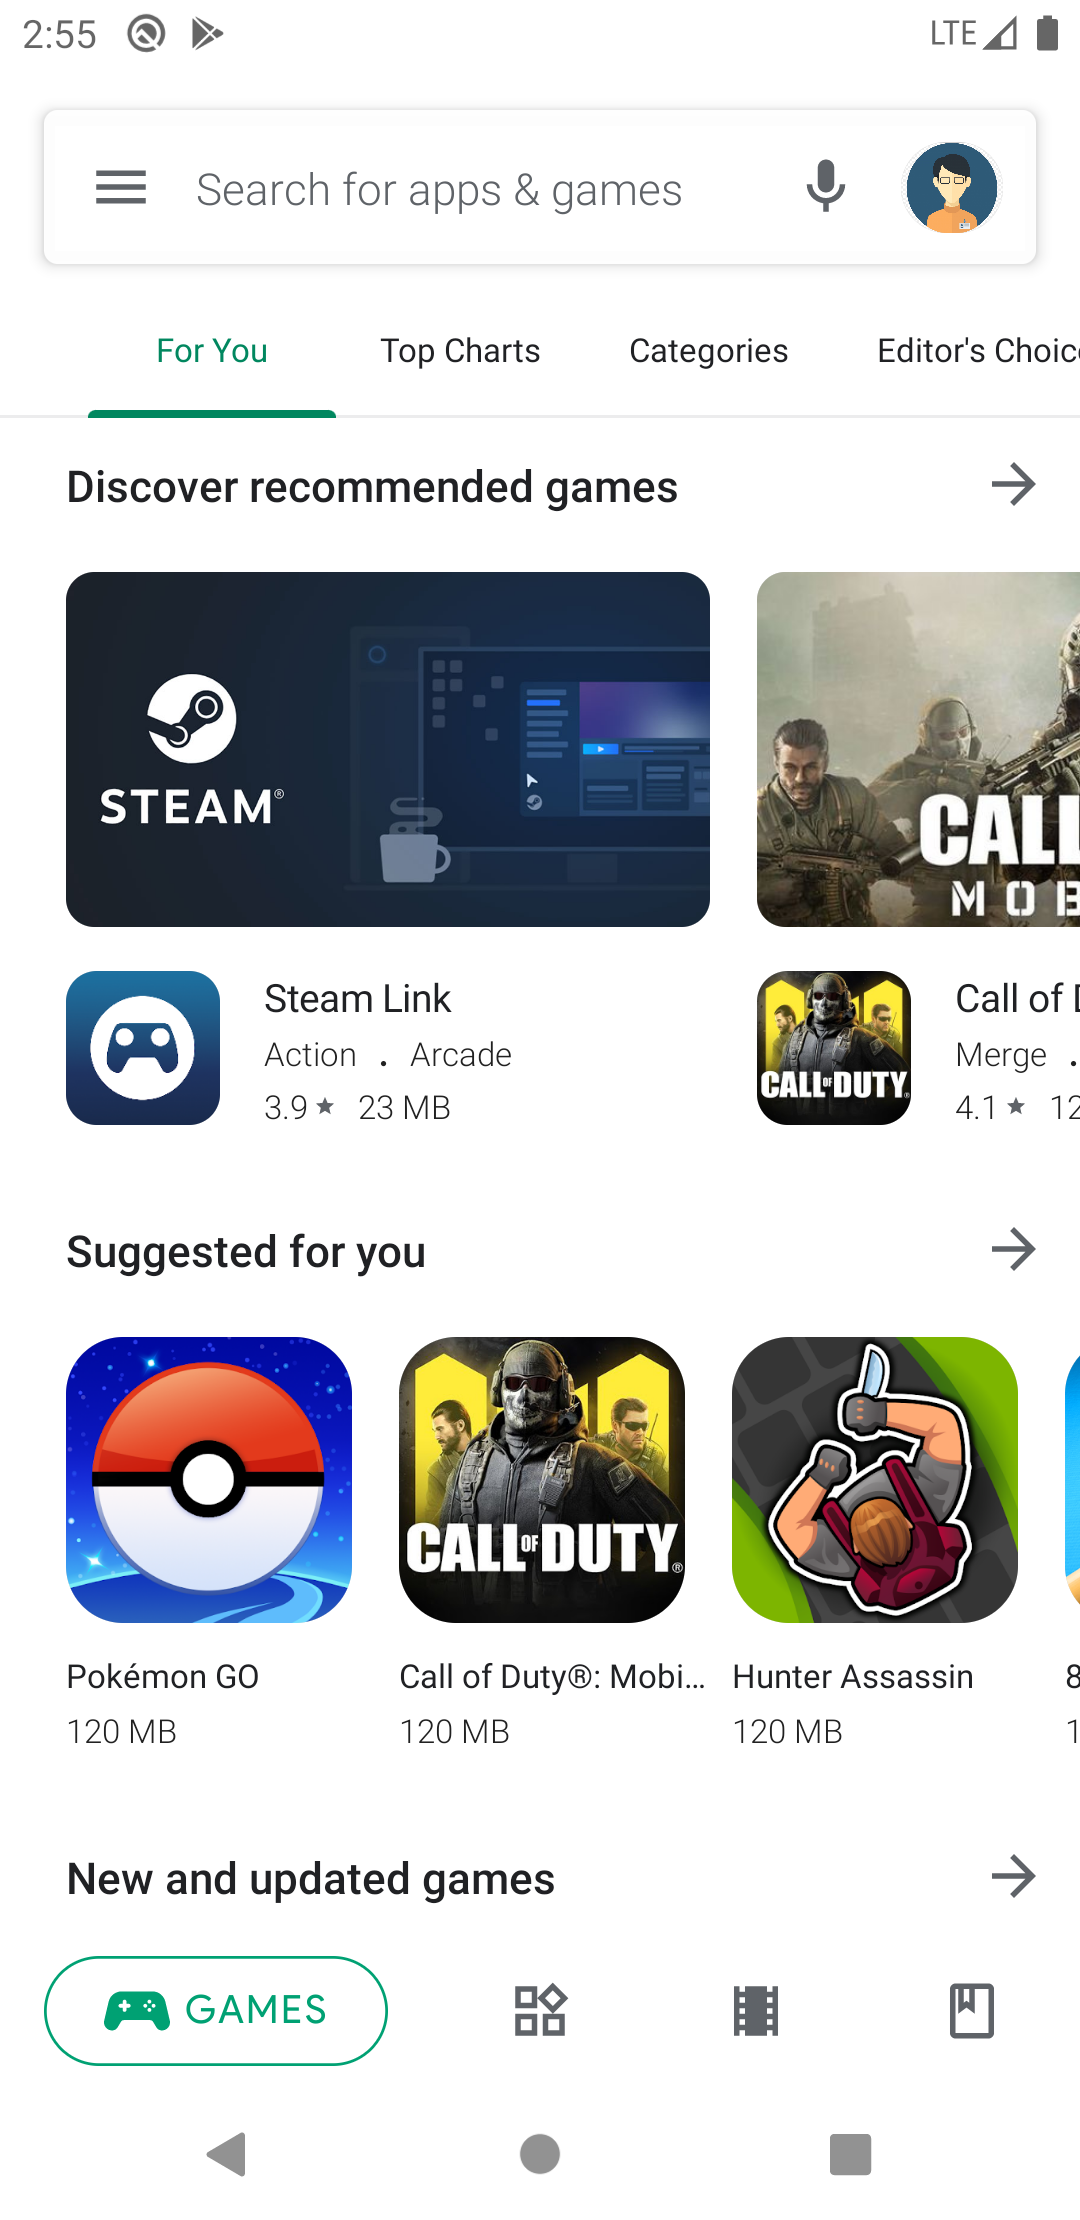 2:55
LTE
Search for apps & games
For You
Top Charts
Categories
Editor's Choice
Discover recommended games
STEAM®
CALL
MOB
Steam Link
Action . Arcade
3.9 ★ 23 MB
CALL OF DUTY
Call of D
Merge .
4.1 ★ 12
Suggested for you
CALL OF DUTY®
Pokémon GO
120 MB
Call of Duty®: Mobi...
120 MB
Hunter Assassin
120 MB
8
1
New and updated games
GAMES